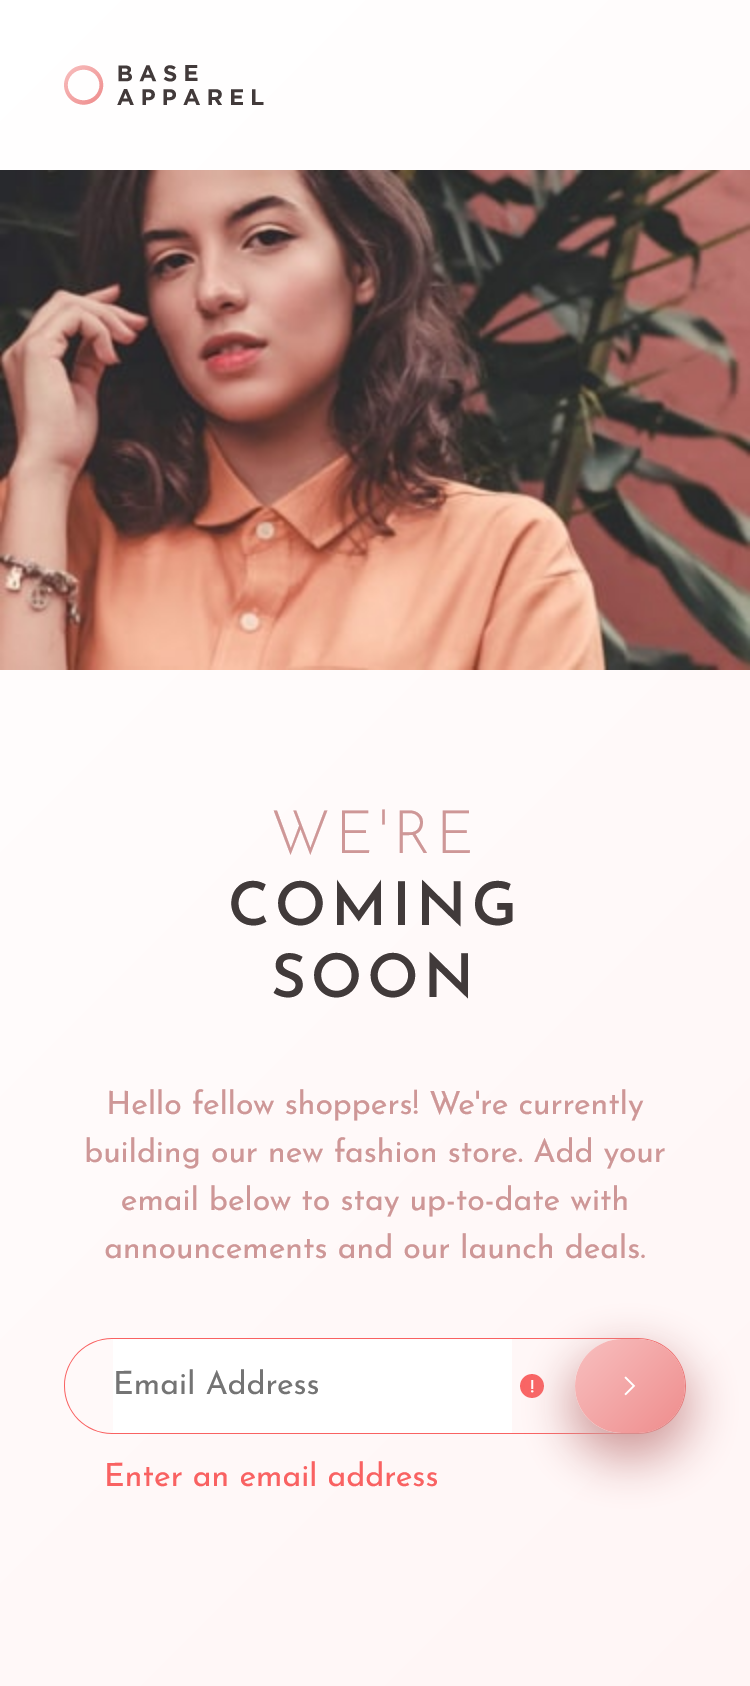 BASE
APPAREL
WE'RE
COMING
SOON
Hello fellow shoppers! We're currently
building our new fashion store. Add your
email below to stay up-to-date with
announcements and our launch deals.
Email Address
!
Enter an email address